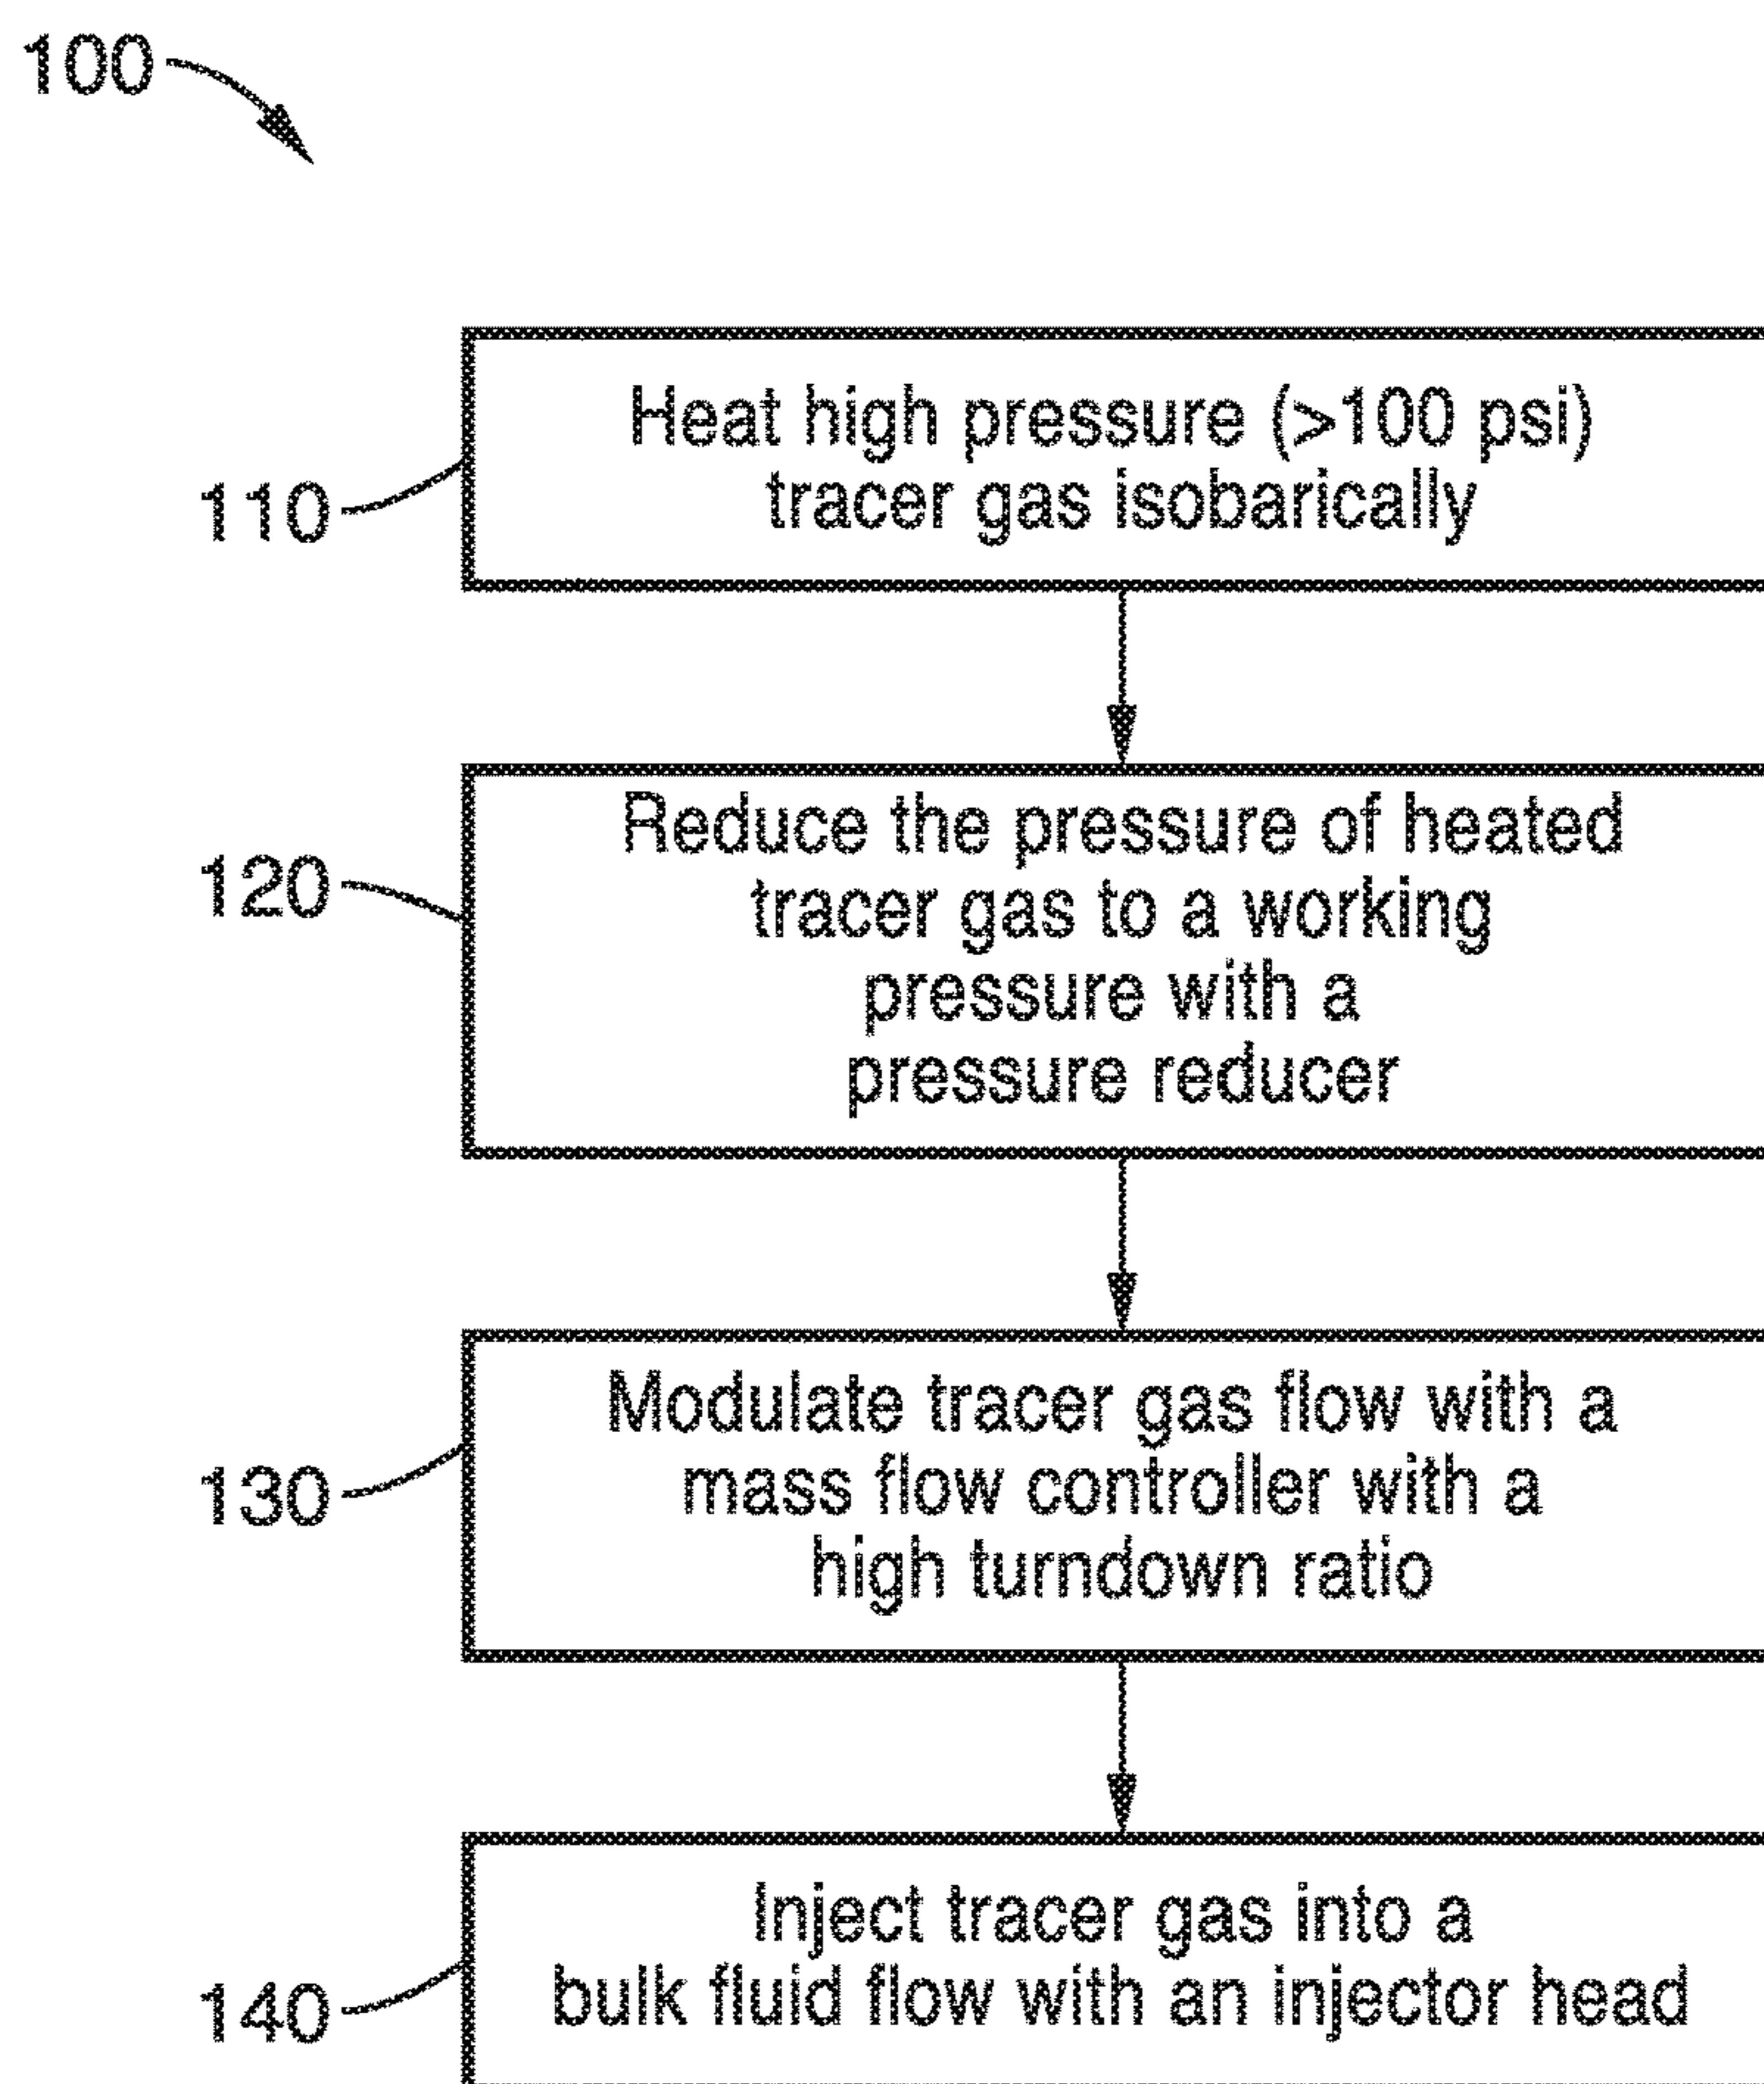 100
110
Heat high pressure (>100 psi)
tracer gas isobarically
120
Reduce the pressure of heated
tracer gas to a working
pressure with a
pressure reducer
130
Modulate tracer gas flow with a
mass flow controller with a
high turndown ratio
140
Inject tracer gas into a
bulk fluid flow with an injector head